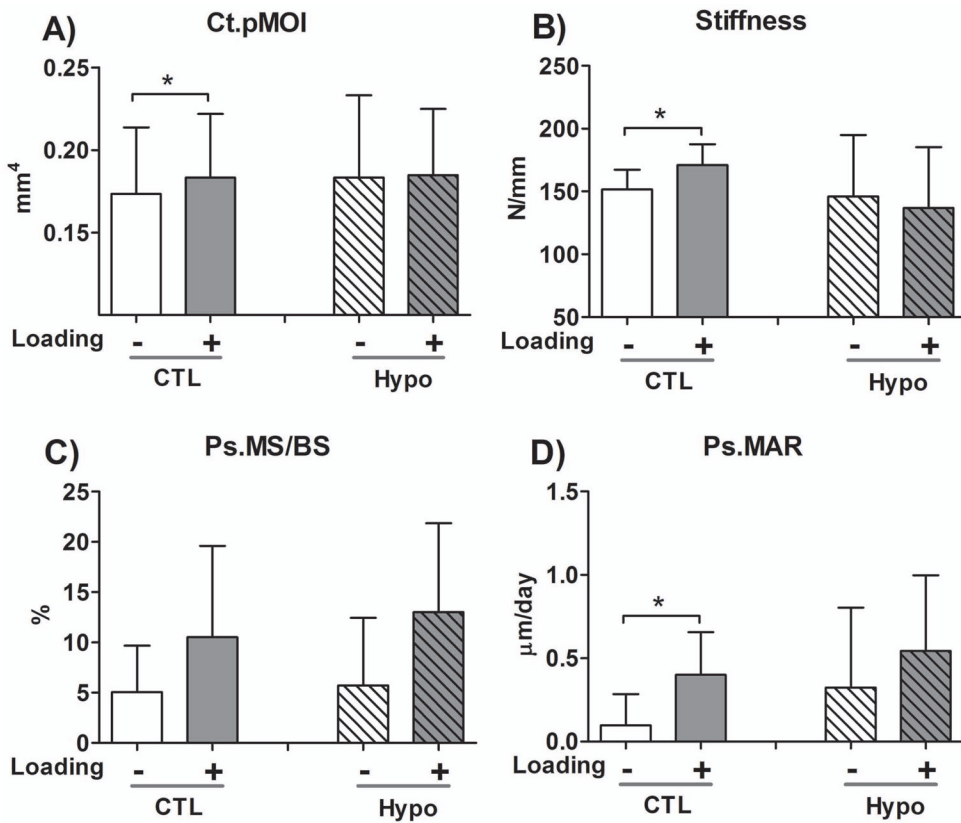 A) Ct.pMOI
mm⁴
0.25
0.20
0.15
*
Loading - + - +
CTL Hypo
B) Stiffness
N/mm
250
200
150
100
50
*
Loading - + - +
CTL Hypo
C) Ps.MS/BS
%
25
20
15
10
5
0
Loading - + - +
CTL Hypo
D) Ps.MAR
μm/day
1.5
1.0
0.5
0.0
*
Loading - + - +
CTL Hypo